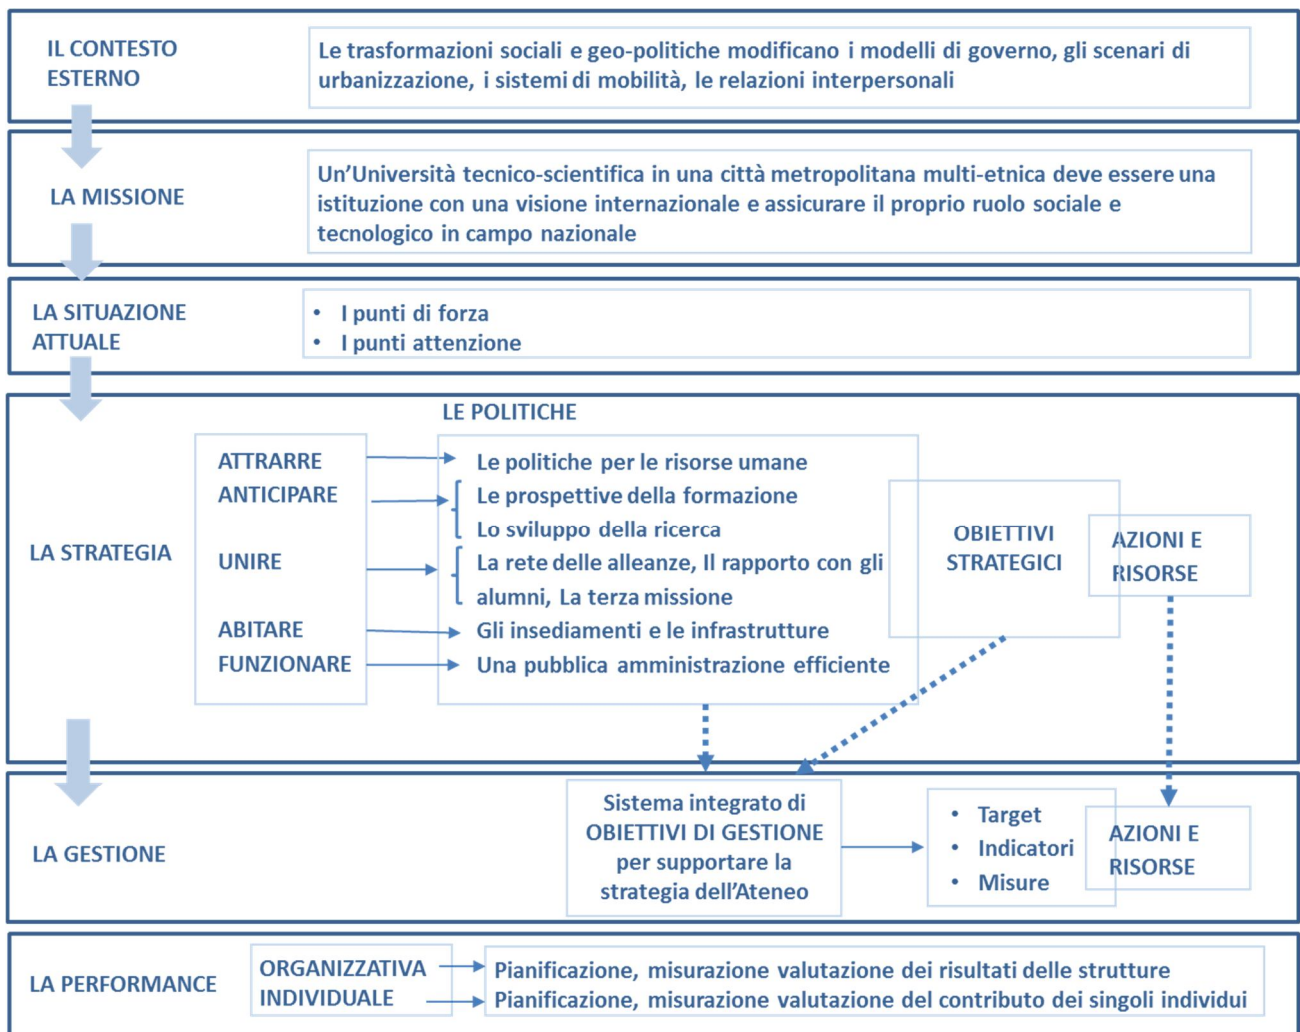 IL CONTESTO
ESTERNO
Le trasformazioni sociali e geo-politiche modificano i modelli di governo, gli scenari di
urbanizzazione, i sistemi di mobilità, le relazioni interpersonali
LA MISSIONE
Un'Università tecnico-scientifica in una città metropolitana multi-etnica deve essere una
istituzione con una visione internazionale e assicurare il proprio ruolo sociale e
tecnologico in campo nazionale
LA SITUAZIONE
ATTUALE
• I punti di forza
• I punti attenzione
LA STRATEGIA
LE POLITICHE
ATTRARRE
Le politiche per le risorse umane
ANTICIPARE
Le prospettive della formazione
Lo sviluppo della ricerca
UNIRE
La rete delle alleanze, Il rapporto con gli
alumni, La terza missione
ABITARE
Gli insediamenti e le infrastrutture
FUNZIONARE
Una pubblica amministrazione efficiente
OBIETTIVI
STRATEGICI
AZIONI E
RISORSE
LA GESTIONE
Sistema integrato di
OBIETTIVI DI GESTIONE
per supportare la
strategia dell'Ateneo
• Target
• Indicatori
• Misure
AZIONI E
RISORSE
LA PERFORMANCE
ORGANIZZATIVA
Pianificazione, misurazione valutazione dei risultati delle strutture
INDIVIDUALE
Pianificazione, misurazione valutazione del contributo dei singoli individui